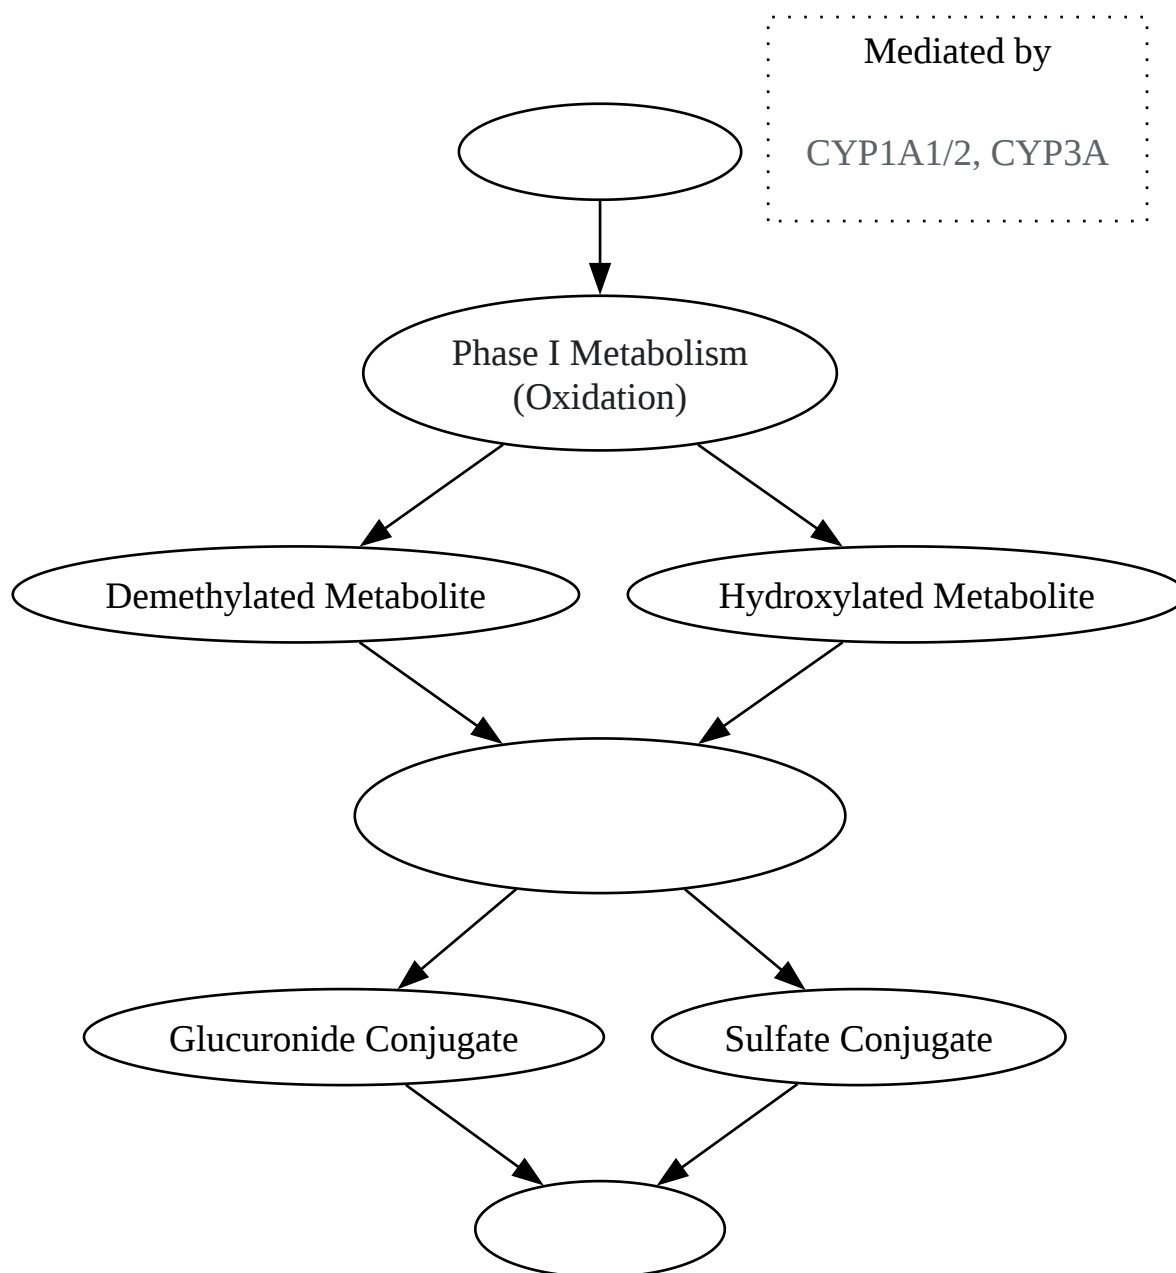 Mediated by
CYP1A1/2, CYP3A
Phase I Metabolism
(Oxidation)
Demethylated Metabolite
Hydroxylated Metabolite
Glucuronide Conjugate
Sulfate Conjugate